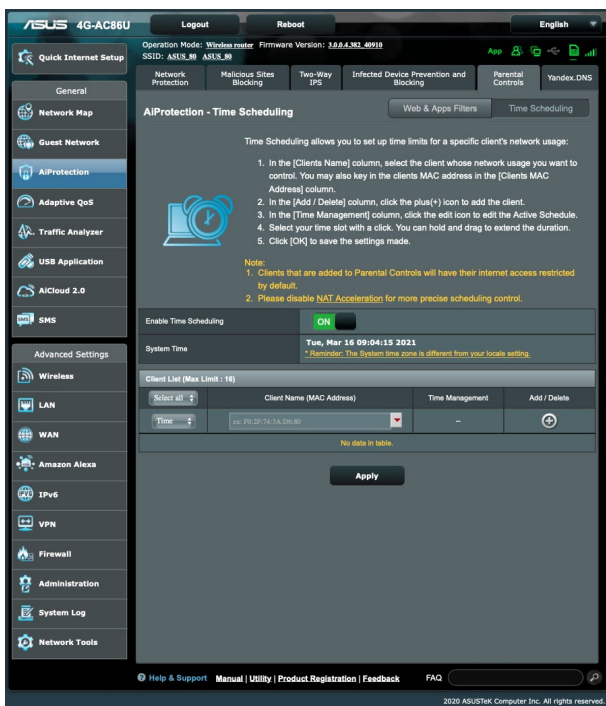 ASUS 4G-AC86U
Logout
Reboot
English
Operation Mode: Wireless router Firmware Version: 3.0.0.4.382_40910
SSID: ASUS_80 ASUS_80
App
Quick Internet Setup
General
Network Map
Guest Network
AiProtection
Adaptive QoS
Traffic Analyzer
USB Application
AiCloud 2.0
SMS SMS
Advanced Settings
Wireless
LAN
WAN
Amazon Alexa
IPv6 IPv6
VPN
Firewall
Administration
System Log
Network Tools
Network Protection
Malicious Sites Blocking
Two-Way IPS
Infected Device Prevention and Blocking
Parental Controls
Yandex.DNS
AiProtection - Time Scheduling
Web & Apps Filters
Time Scheduling
Time Scheduling allows you to set up time limits for a specific client's network usage:
1. In the [Clients Name] column, select the client whose network usage you want to
control. You may also key in the clients MAC address in the [Clients MAC
Address] column.
2. In the [Add / Delete] column, click the plus(+) icon to add the client.
3. In the [Time Management] column, click the edit icon to edit the Active Schedule.
4. Select your time slot with a click. You can hold and drag to extend the duration.
5. Click [OK] to save the settings made.
Note:
1. Clients that are added to Parental Controls will have their internet access restricted
by default.
2. Please disable NAT Acceleration for more precise scheduling control.
Enable Time Scheduling
ON
System Time
Tue, Mar 16 09:04:15 2021
* Reminder: The System time zone is different from your locale setting.
Client List (Max Limit : 16)
Select all
Client Name (MAC Address)
Time Management
Add / Delete
Time
ex: F0:2F:74:3A:D6:80
--
No data in table.
Apply
Help & Support Manual | Utility | Product Registration | Feedback FAQ
2020 ASUSTeK Computer Inc. All rights reserved.